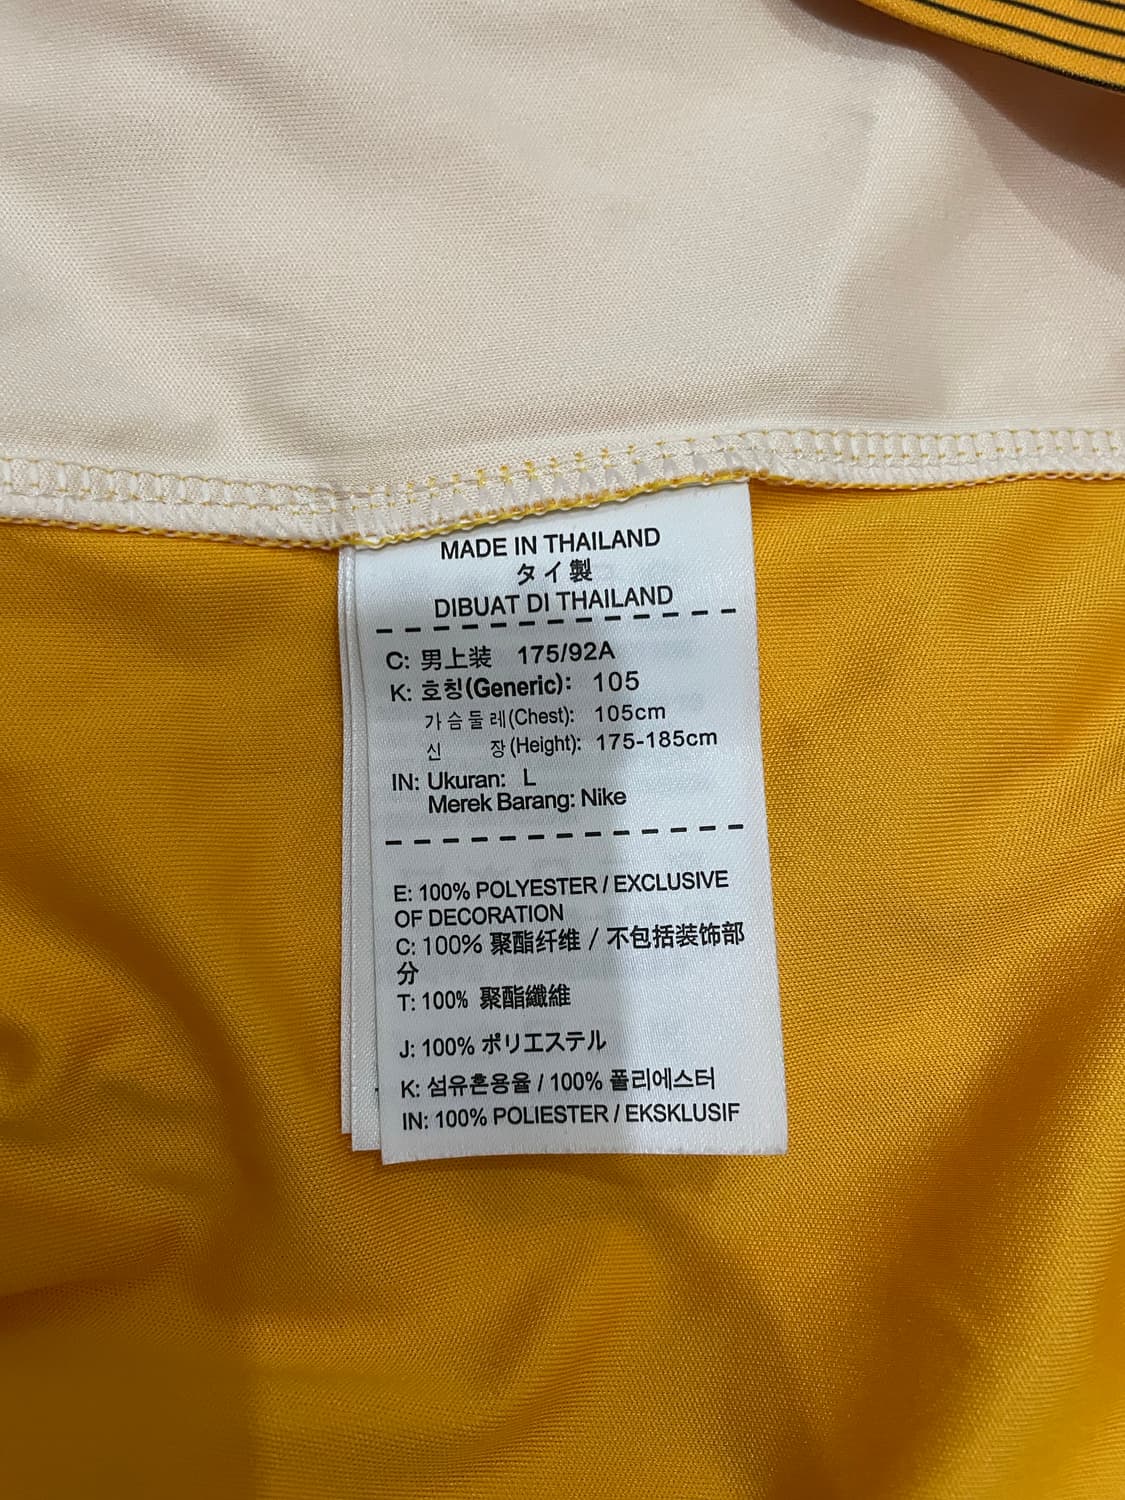 MADE IN THAILAND
タイ製
DIBUAT DI THAILAND
C: 男上装 175/92A
K: 호칭(Generic): 105
가슴둘레(Chest): 105cm
신 장(Height): 175-185cm
IN: Ukuran: L
Merek Barang: Nike
E: 100% POLYESTER / EXCLUSIVE
OF DECORATION
C: 100% 聚酯纤维 / 不包括装饰部
分
T: 100% 聚酯纖維
J: 100% ポリエステル
K: 섬유혼용율 / 100% 폴리에스터
IN: 100% POLIESTER / EKSKLUSIF